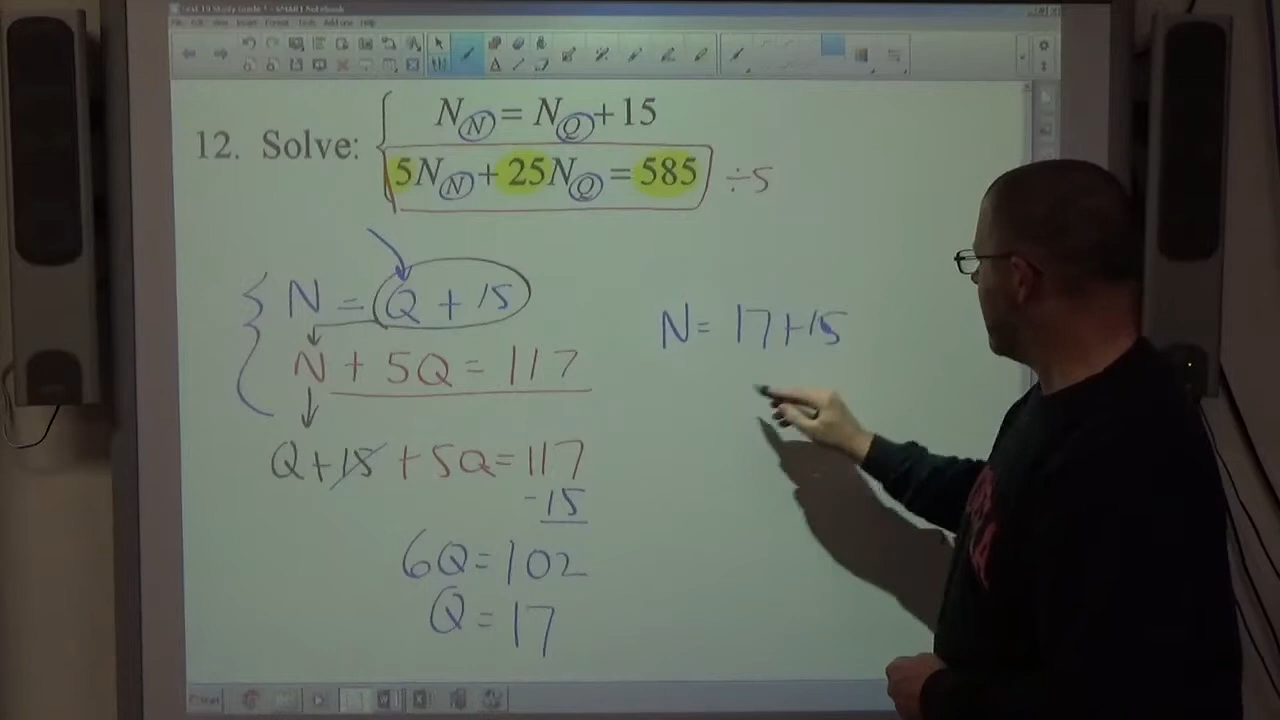 12. Solve:
N_N = N_Q + 15
5N_N + 25N_Q = 585 ÷5
N = Q + 15
N + 5Q = 117
Q + 15 + 5Q = 117
-15
6Q = 102
Q = 17
N = 17 + 15